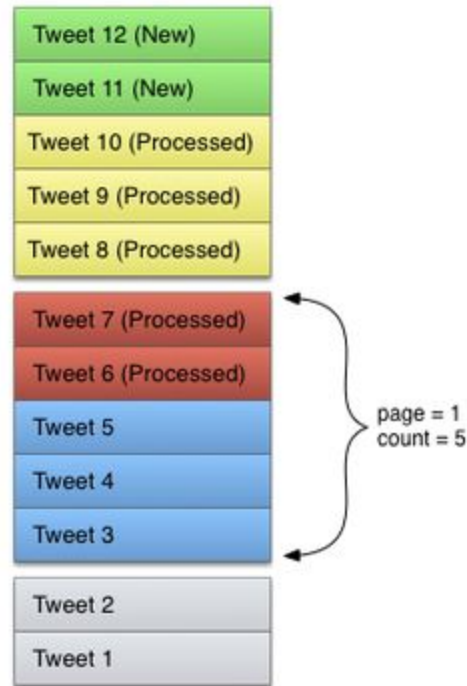 Tweet 12 (New)
Tweet 11 (New)
Tweet 10 (Processed)
Tweet 9 (Processed)
Tweet 8 (Processed)
Tweet 7 (Processed)
Tweet 6 (Processed)
Tweet 5
Tweet 4
Tweet 3
page = 1
count = 5
Tweet 2
Tweet 1